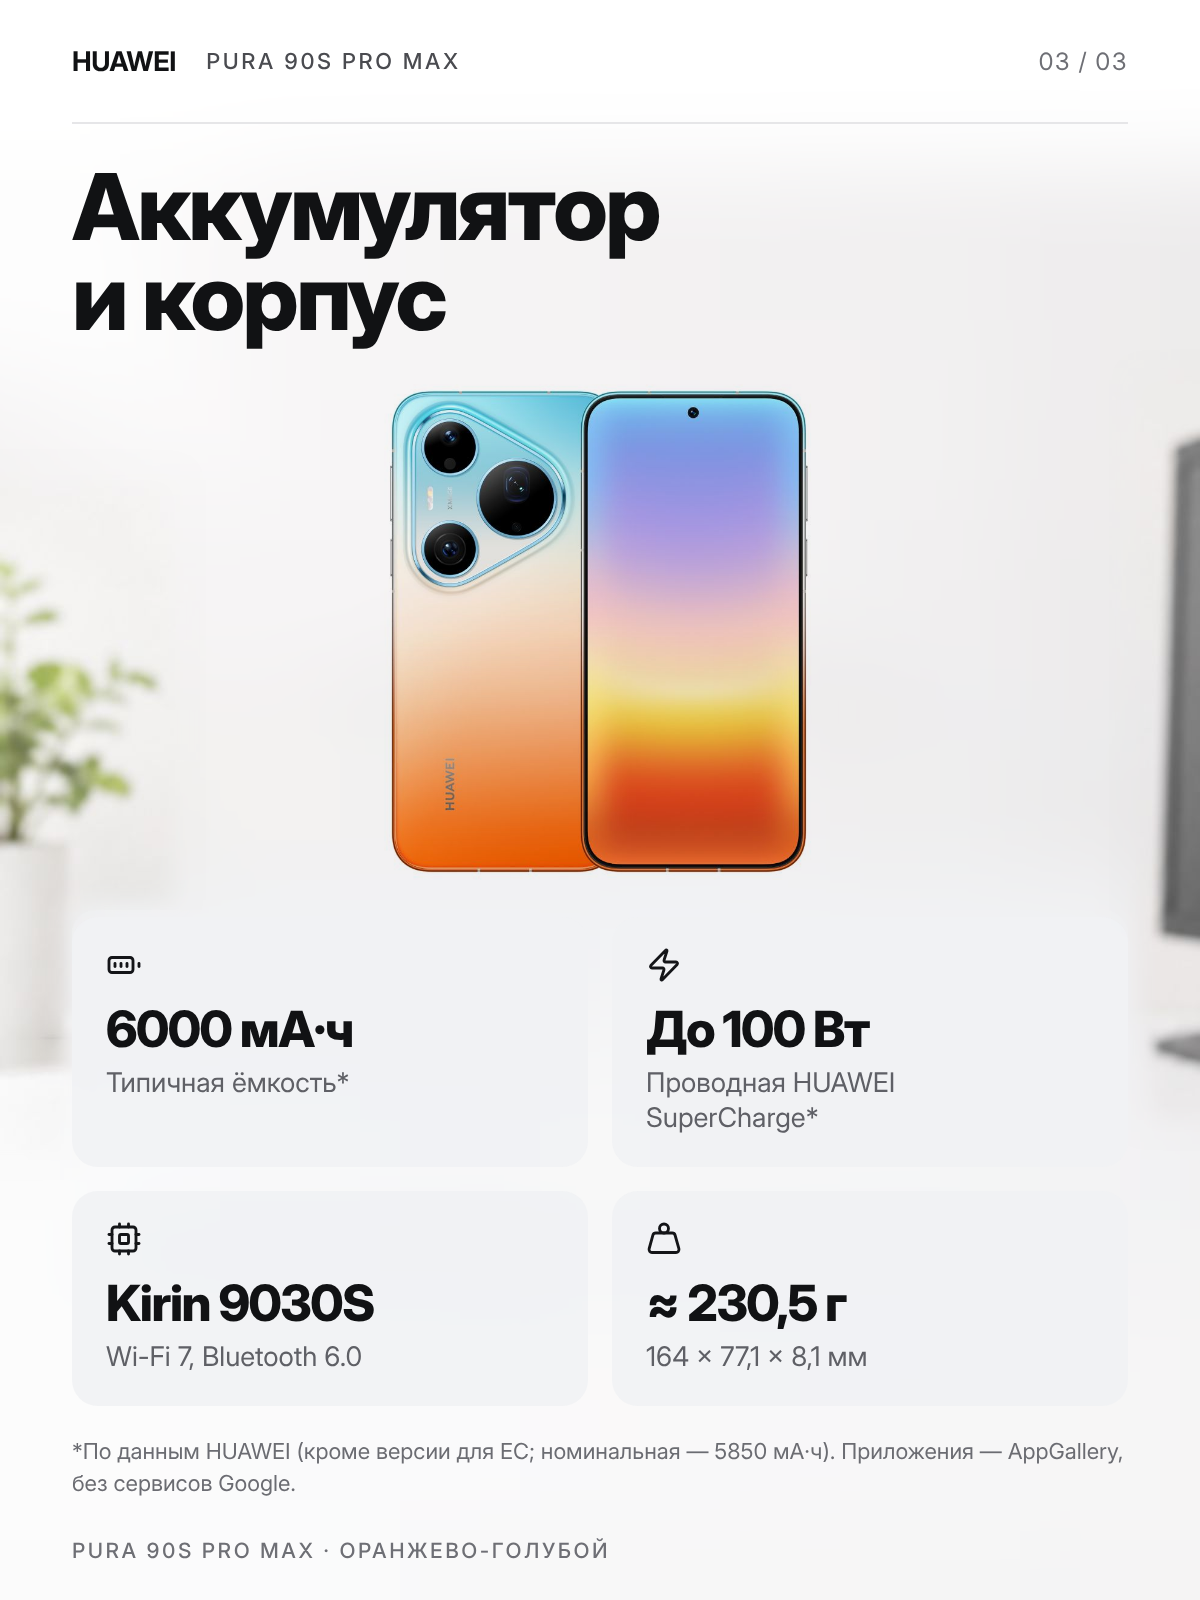 HUAWEI PURA 90S PRO MAX 03 / 03
Аккумулятор
и корпус
HUAWEI
6000 мА·ч
Типичная ёмкость*
До 100 Вт
Проводная HUAWEI
SuperCharge*
Kirin 9030S
Wi-Fi 7, Bluetooth 6.0
≈ 230,5 г
164 × 77,1 × 8,1 мм
*По данным HUAWEI (кроме версии для ЕС; номинальная — 5850 мА·ч). Приложения — AppGallery,
без сервисов Google.
PURA 90S PRO MAX · ОРАНЖЕВО-ГОЛУБОЙ